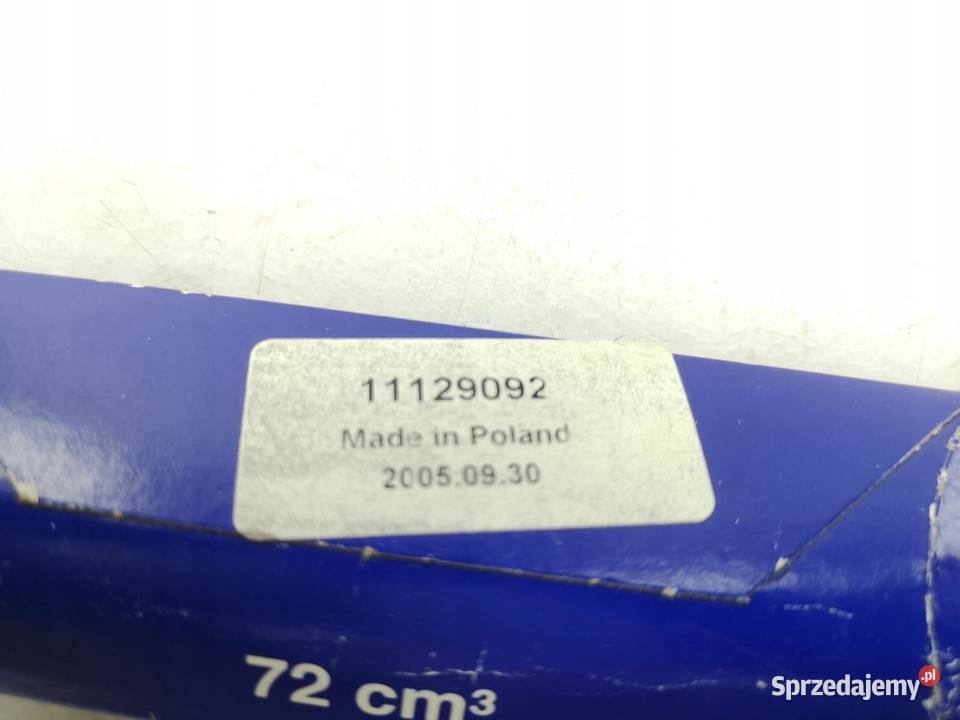 11129092
Made in Poland
2005.09.30
72 cm³
Sprzedajemy.pl